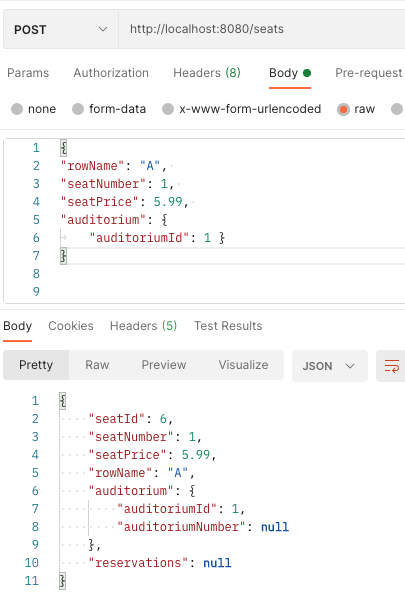 POST http://localhost:8080/seats
Params Authorization Headers (8) Body Pre-request
none form-data x-www-form-urlencoded raw
1 {
2 "rowName": "A",
3 "seatNumber": 1,
4 "seatPrice": 5.99,
5 "auditorium": {
6 "auditoriumId": 1 }
7 }
8
9
Body Cookies Headers (5) Test Results
Pretty Raw Preview Visualize JSON
1 {
2 "seatId": 6,
3 "seatNumber": 1,
4 "seatPrice": 5.99,
5 "rowName": "A",
6 "auditorium": {
7 "auditoriumId": 1,
8 "auditoriumNumber": null
9 },
10 "reservations": null
11 }